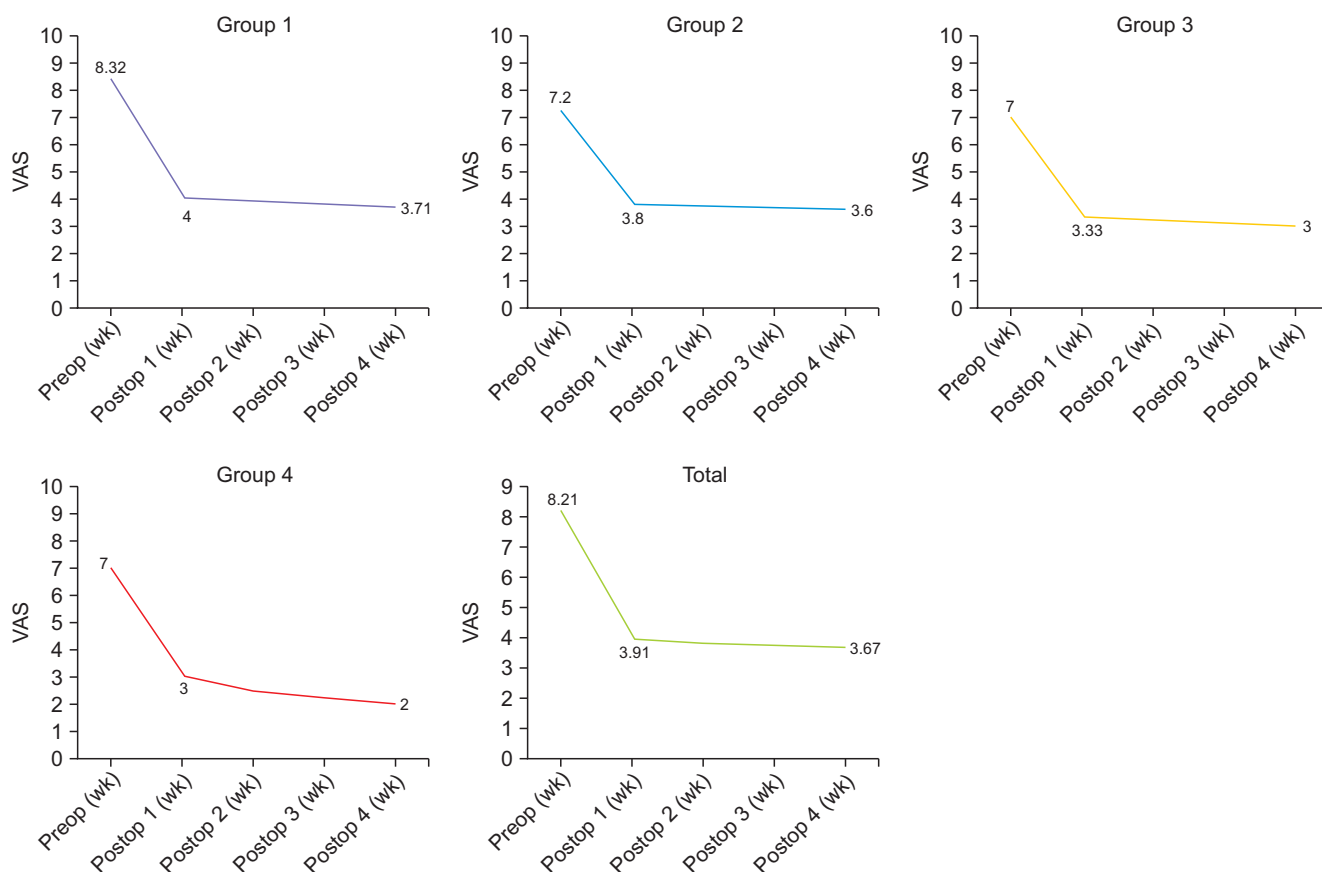 Group 1
10
9
8
7
6
5
4
3
2
1
0
VAS
8.32
4
3.71
Preop (wk)
Postop 1 (wk)
Postop 2 (wk)
Postop 3 (wk)
Postop 4 (wk)
Group 2
10
9
8
7
6
5
4
3
2
1
0
VAS
7.2
3.8
3.6
Preop (wk)
Postop 1 (wk)
Postop 2 (wk)
Postop 3 (wk)
Postop 4 (wk)
Group 3
10
9
8
7
6
5
4
3
2
1
0
VAS
7
3.33
3
Preop (wk)
Postop 1 (wk)
Postop 2 (wk)
Postop 3 (wk)
Postop 4 (wk)
Group 4
10
9
8
7
6
5
4
3
2
1
0
VAS
7
3
2
Preop (wk)
Postop 1 (wk)
Postop 2 (wk)
Postop 3 (wk)
Postop 4 (wk)
Total
9
8
7
6
5
4
3
2
1
0
VAS
8.21
3.91
3.67
Preop (wk)
Postop 1 (wk)
Postop 2 (wk)
Postop 3 (wk)
Postop 4 (wk)